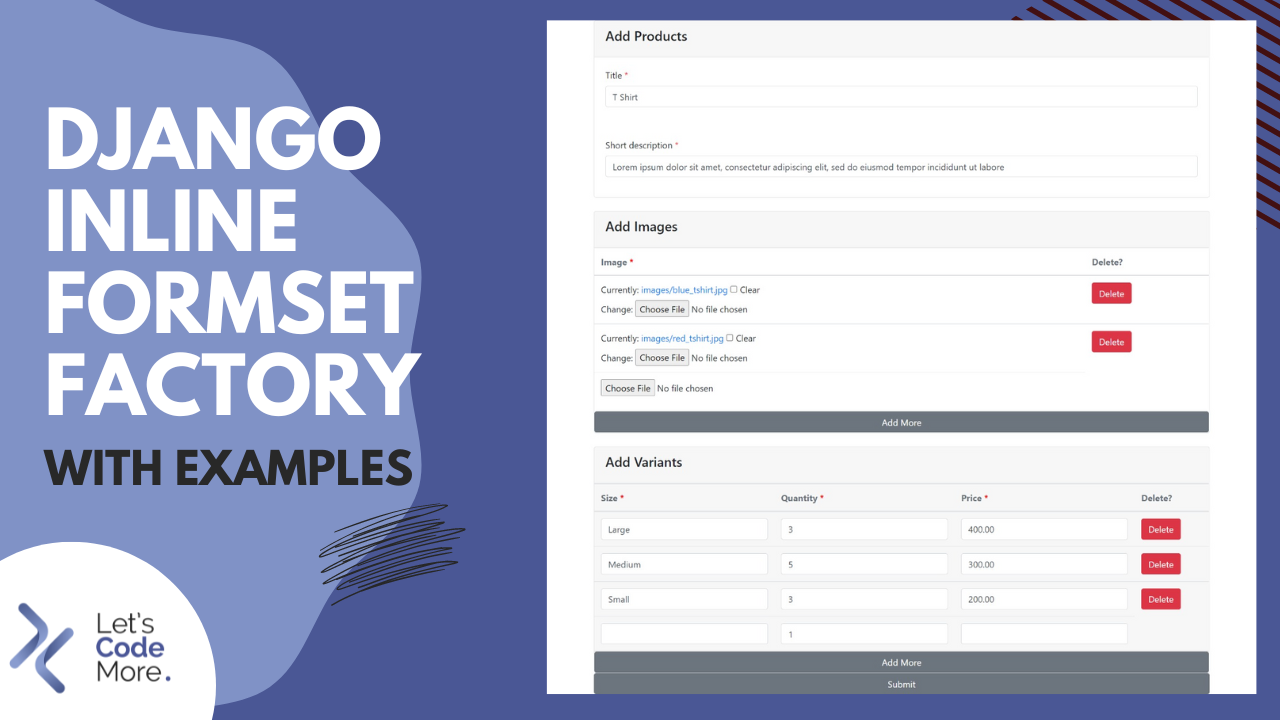 DJANGO
INLINE
FORMSET
FACTORY
WITH EXAMPLES
Let's
Code
More.
Add Products
Title *
T Shirt
Short description *
Lorem ipsum dolor sit amet, consectetur adipiscing elit, sed do eiusmod tempor incididunt ut labore
Add Images
Image * Delete?
Currently: images/blue_tshirt.jpg Clear Delete
Change: Choose File No file chosen
Currently: images/red_tshirt.jpg Clear Delete
Change: Choose File No file chosen
Choose File No file chosen
Add More
Add Variants
Size * Quantity * Price * Delete?
Large 3 400.00 Delete
Medium 5 300.00 Delete
Small 3 200.00 Delete
1
Add More
Submit